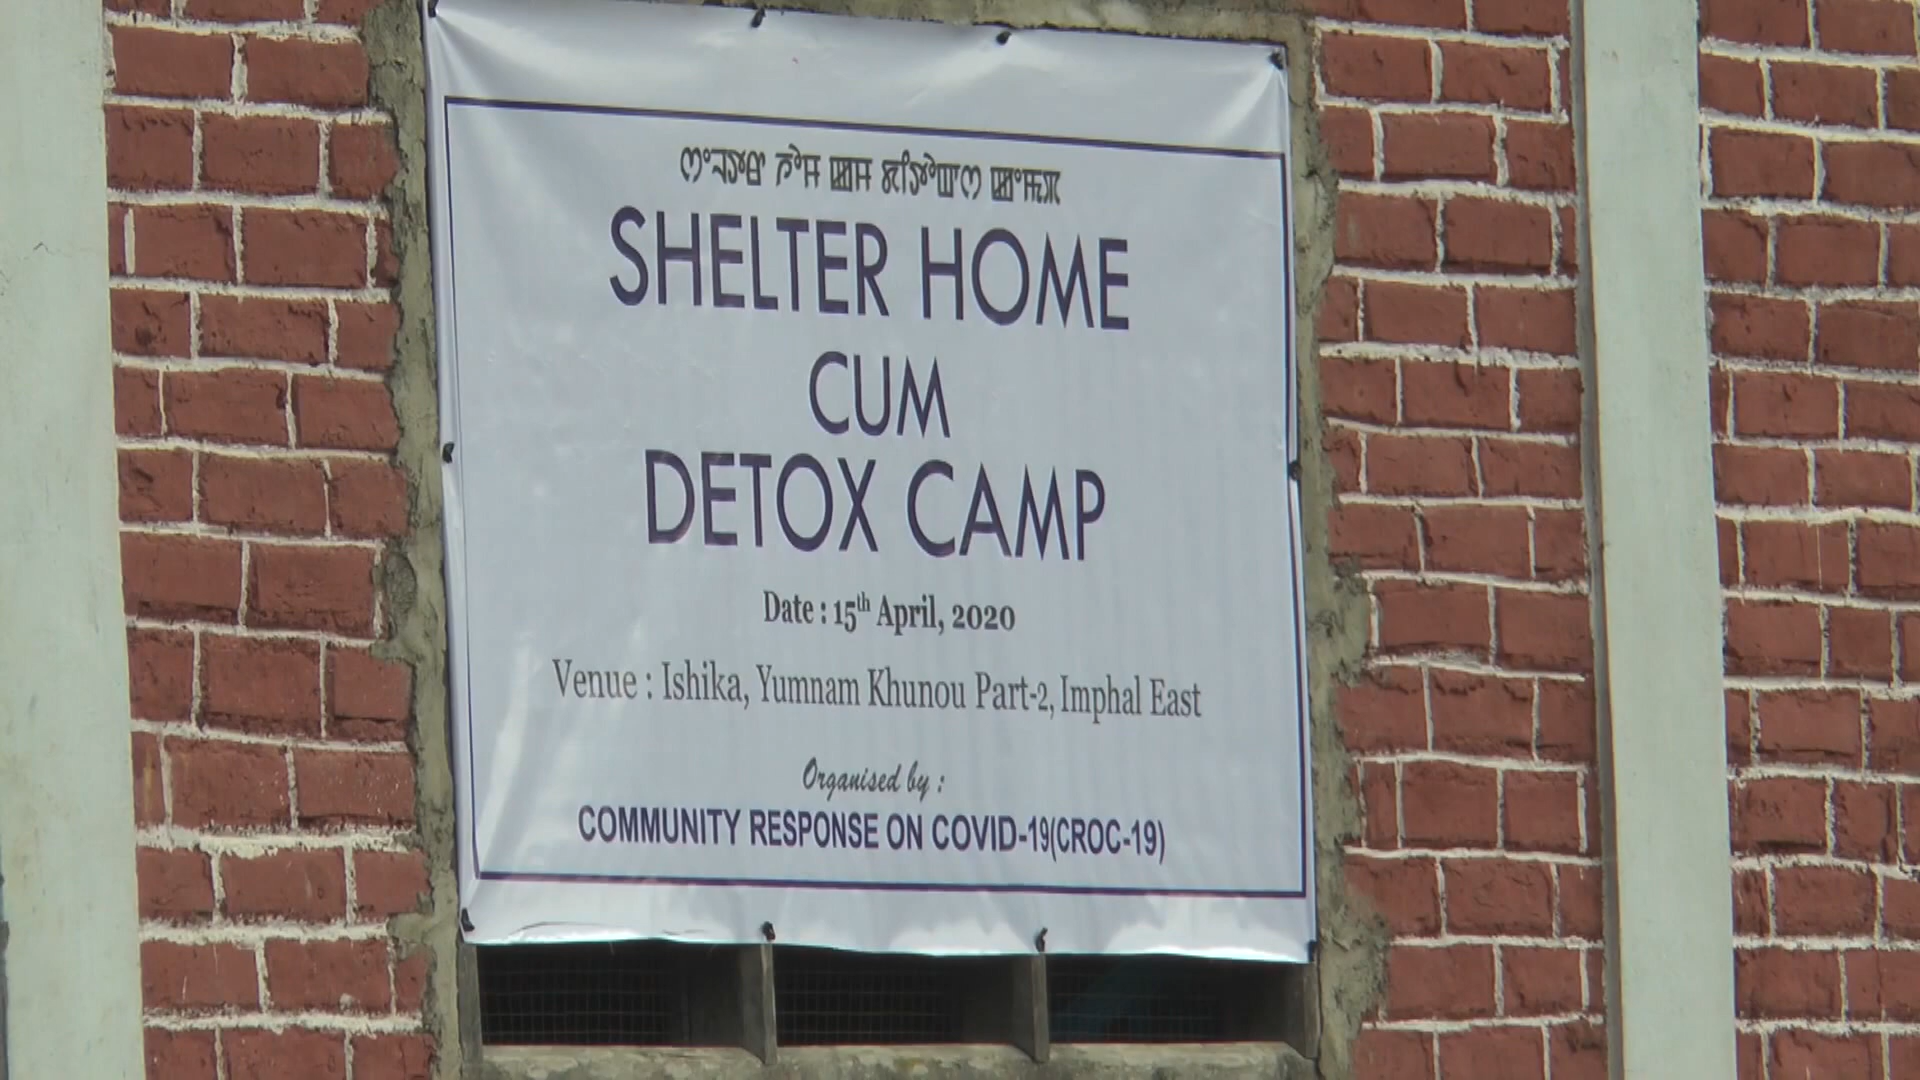 SHELTER HOME
CUM
DETOX CAMP
Date : 15th April, 2020
Venue : Ishika, Yumnam Khunou Part-2, Imphal East
Organised by :
COMMUNITY RESPONSE ON COVID-19(CROC-19)